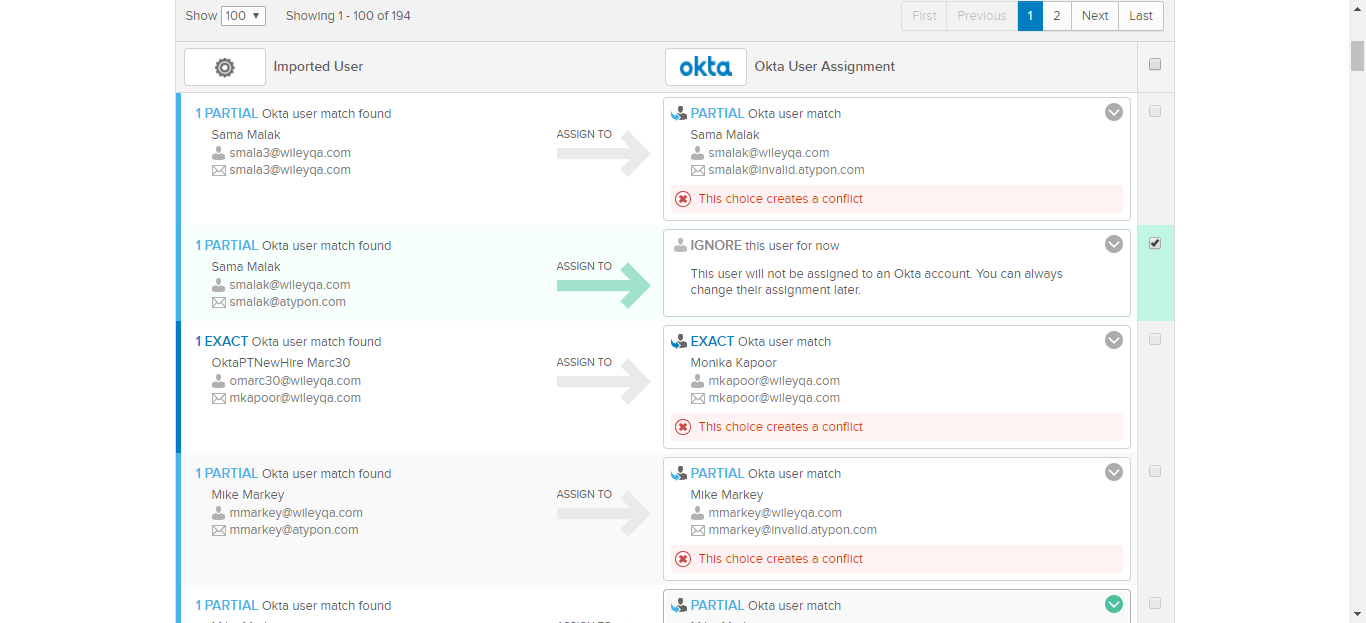 Show 100 Showing 1 - 100 of 194 First Previous 1 2 Next Last
Imported User okta Okta User Assignment
1 PARTIAL Okta user match found
Sama Malak
smala3@wileyqa.com
smala3@wileyqa.com
ASSIGN TO
PARTIAL Okta user match
Sama Malak
smalak@wileyqa.com
smalak@invalid.atypon.com
This choice creates a conflict
1 PARTIAL Okta user match found
Sama Malak
smalak@wileyqa.com
smalak@atypon.com
ASSIGN TO
IGNORE this user for now
This user will not be assigned to an Okta account. You can always
change their assignment later.
1 EXACT Okta user match found
OktaPTNewHire Marc30
omarc30@wileyqa.com
mkapoor@wileyqa.com
ASSIGN TO
EXACT Okta user match
Monika Kapoor
mkapoor@wileyqa.com
mkapoor@wileyqa.com
This choice creates a conflict
1 PARTIAL Okta user match found
Mike Markey
mmarkey@wileyqa.com
mmarkey@atypon.com
ASSIGN TO
PARTIAL Okta user match
Mike Markey
mmarkey@wileyqa.com
mmarkey@invalid.atypon.com
This choice creates a conflict
1 PARTIAL Okta user match found
PARTIAL Okta user match